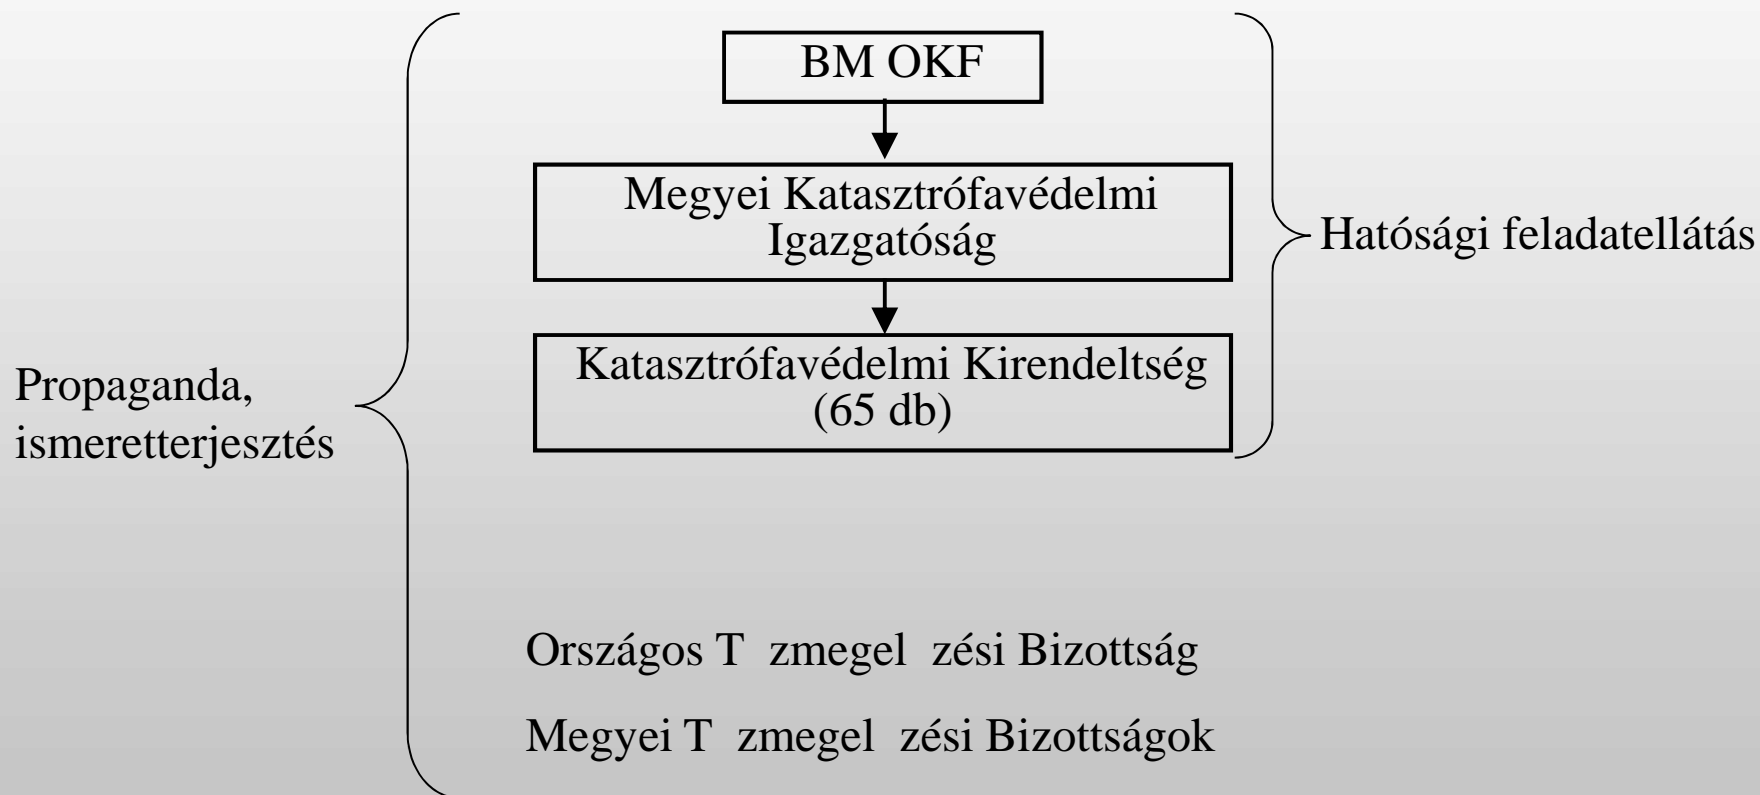 BM OKF
Megyei Katasztrófavédelmi
Igazgatóság
Hatósági feladatellátás
Katasztrófavédelmi Kirendeltség
(65 db)
Propaganda,
ismeretterjesztés
Országos T zmegel zési Bizottság
Megyei T zmegel zési Bizottságok